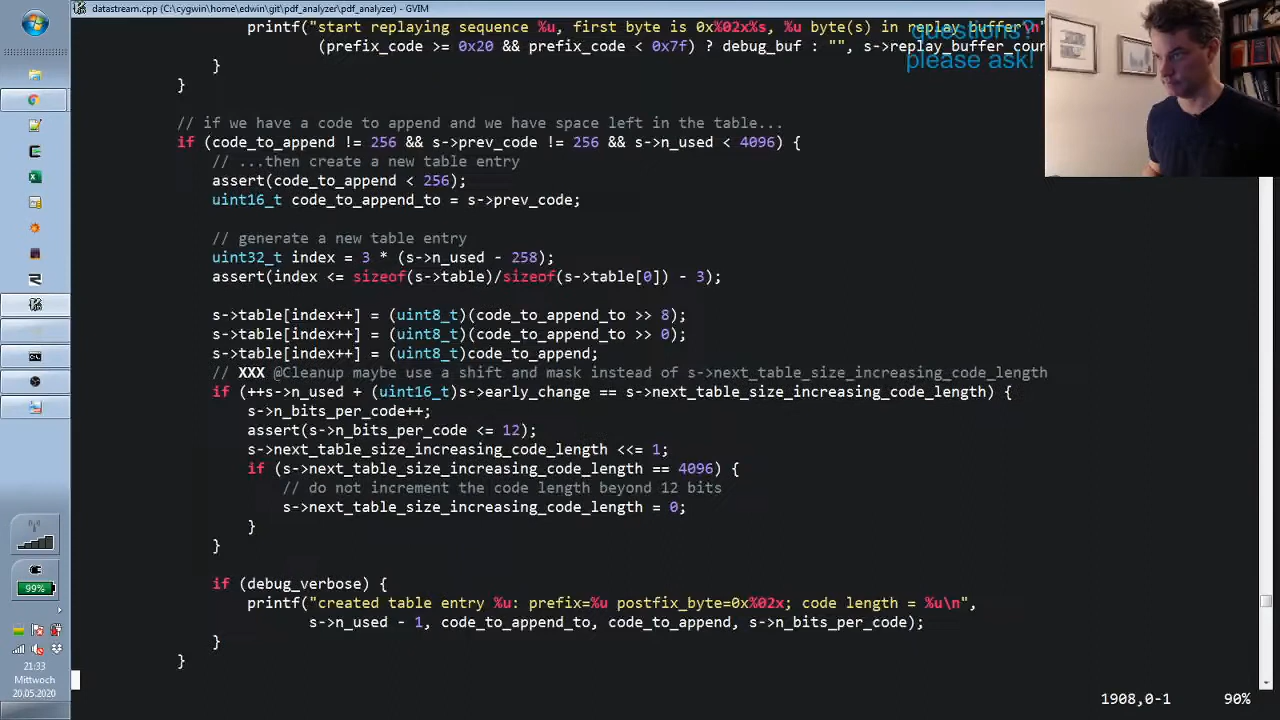 datastream.cpp (C:\cygwin\home\edwin\git\pdf_analyzer\pdf_analyzer) - GVIM
printf("start replaying sequence %u, first byte is 0x%02x%s, %u byte(s) in replay buffer\n"
(prefix_code >= 0x20 && prefix_code < 0x7f) ? debug_buf : "", s->replay_buffer_coun
questions?
please ask!
}
}
// if we have a code to append and we have space left in the table...
if (code_to_append != 256 && s->prev_code != 256 && s->n_used < 4096) {
// ...then create a new table entry
assert(code_to_append < 256);
uint16_t code_to_append_to = s->prev_code;
// generate a new table entry
uint32_t index = 3 * (s->n_used - 258);
assert(index <= sizeof(s->table)/sizeof(s->table[0]) - 3);
s->table[index++] = (uint8_t)(code_to_append_to >> 8);
s->table[index++] = (uint8_t)(code_to_append_to >> 0);
s->table[index++] = (uint8_t)code_to_append;
// XXX @Cleanup maybe use a shift and mask instead of s->next_table_size_increasing_code_length
if (++s->n_used + (uint16_t)s->early_change == s->next_table_size_increasing_code_length) {
s->n_bits_per_code++;
assert(s->n_bits_per_code <= 12);
s->next_table_size_increasing_code_length <<= 1;
if (s->next_table_size_increasing_code_length == 4096) {
// do not increment the code length beyond 12 bits
s->next_table_size_increasing_code_length = 0;
}
}
if (debug_verbose) {
printf("created table entry %u: prefix=%u postfix_byte=0x%02x; code length = %u\n",
s->n_used - 1, code_to_append_to, code_to_append, s->n_bits_per_code);
}
}
1908,0-1 90%
99%
21:33
Mittwoch
20.05.2020